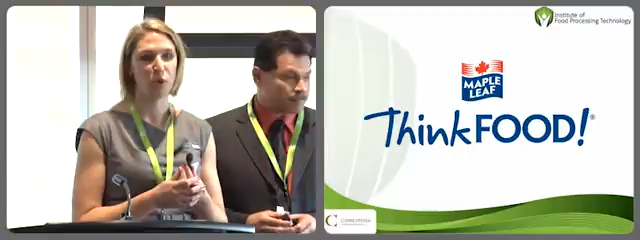 Institute of
Food Processing Technology
MAPLE
LEAF
ThinkFOOD!®